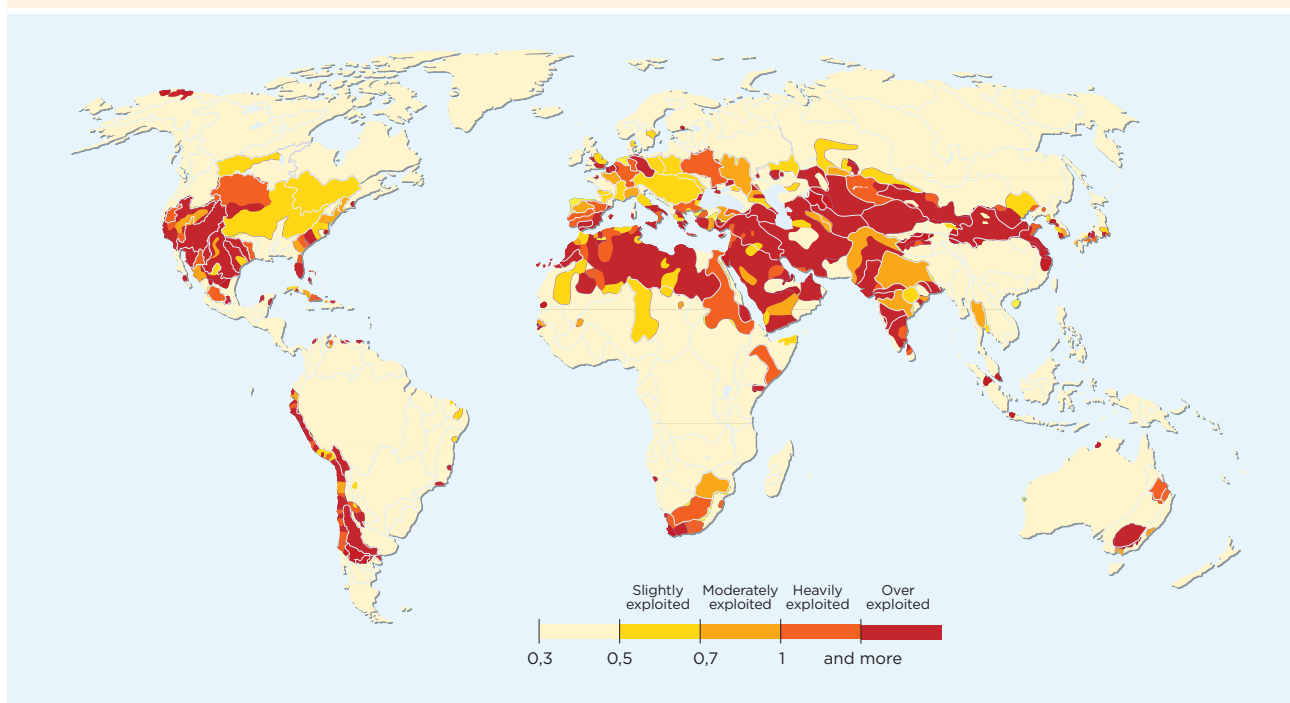 Slightly
exploited
Moderately
exploited
Heavily
exploited
Over
exploited
0,3
0,5
0,7
1
and more